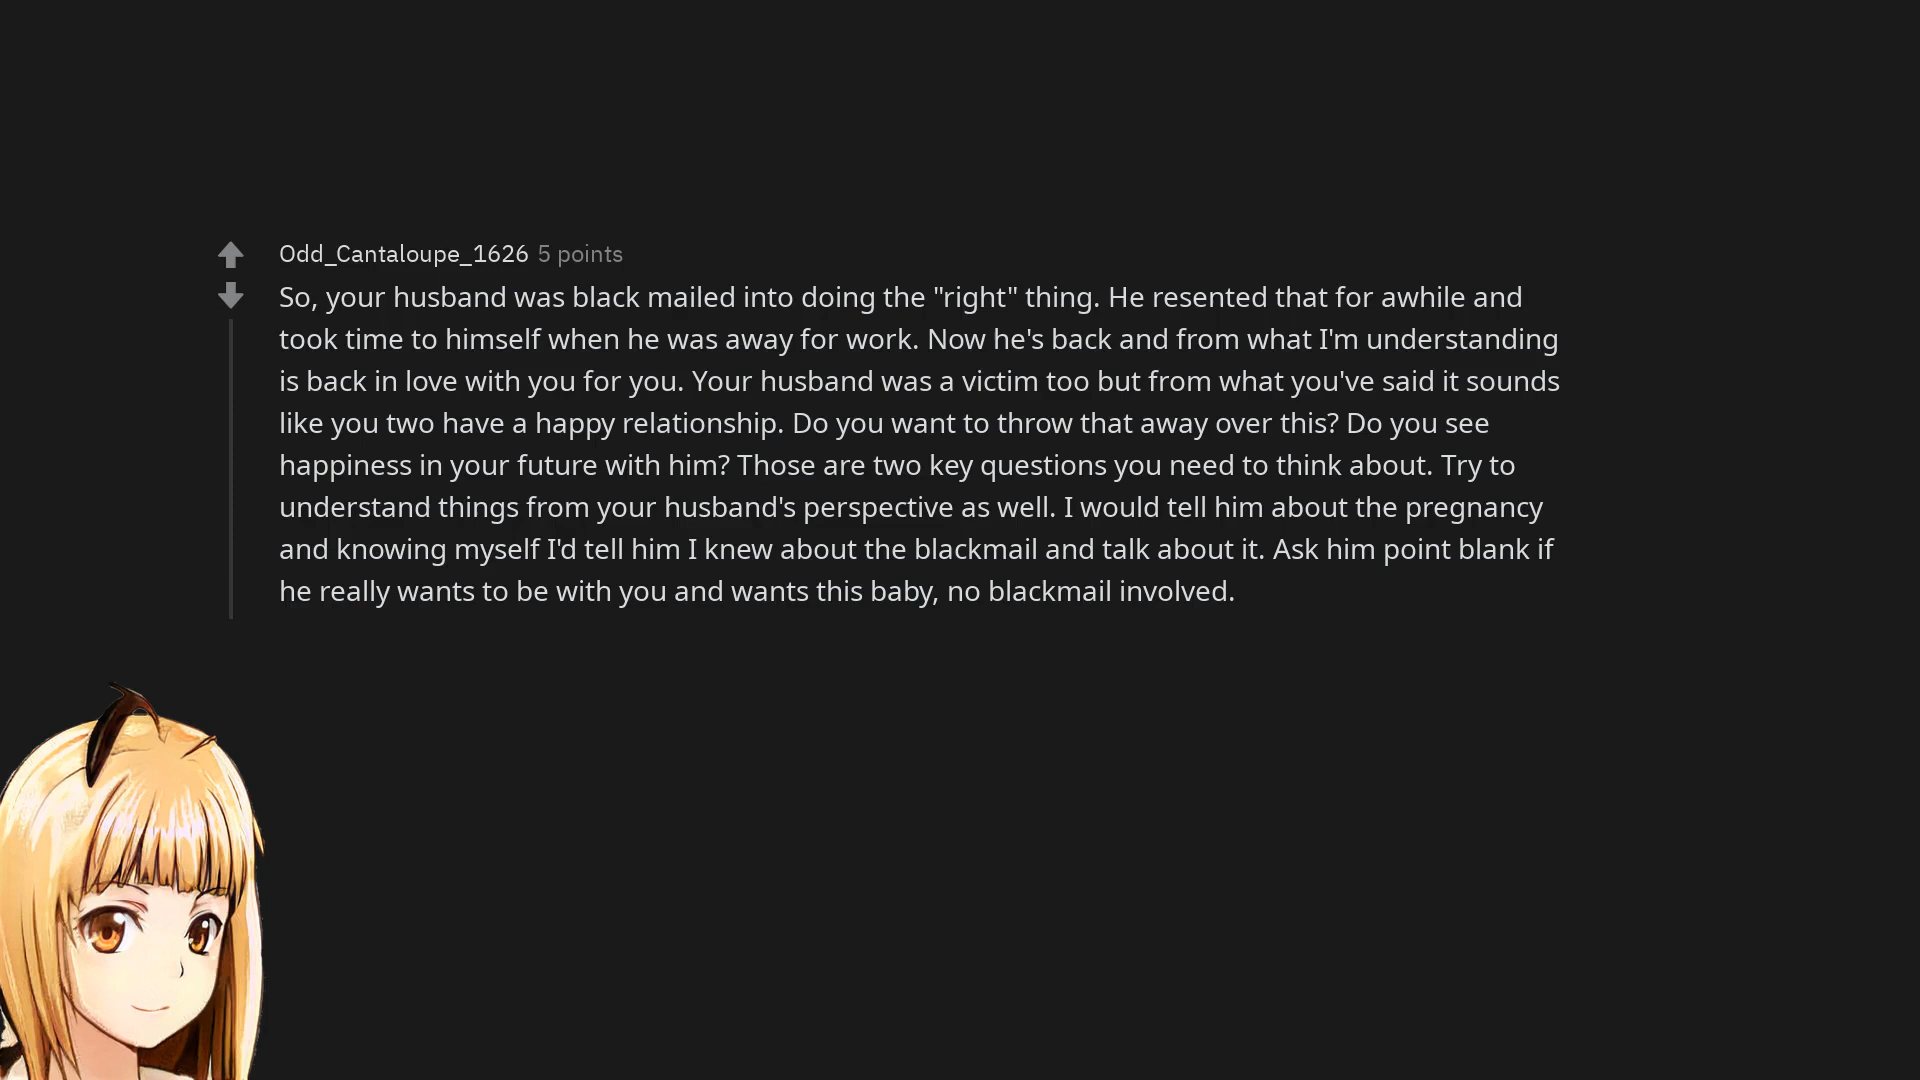 Odd_Cantaloupe_1626 5 points
So, your husband was black mailed into doing the "right" thing. He resented that for awhile and
took time to himself when he was away for work. Now he's back and from what I'm understanding
is back in love with you for you. Your husband was a victim too but from what you've said it sounds
like you two have a happy relationship. Do you want to throw that away over this? Do you see
happiness in your future with him? Those are two key questions you need to think about. Try to
understand things from your husband's perspective as well. I would tell him about the pregnancy
and knowing myself I'd tell him I knew about the blackmail and talk about it. Ask him point blank if
he really wants to be with you and wants this baby, no blackmail involved.